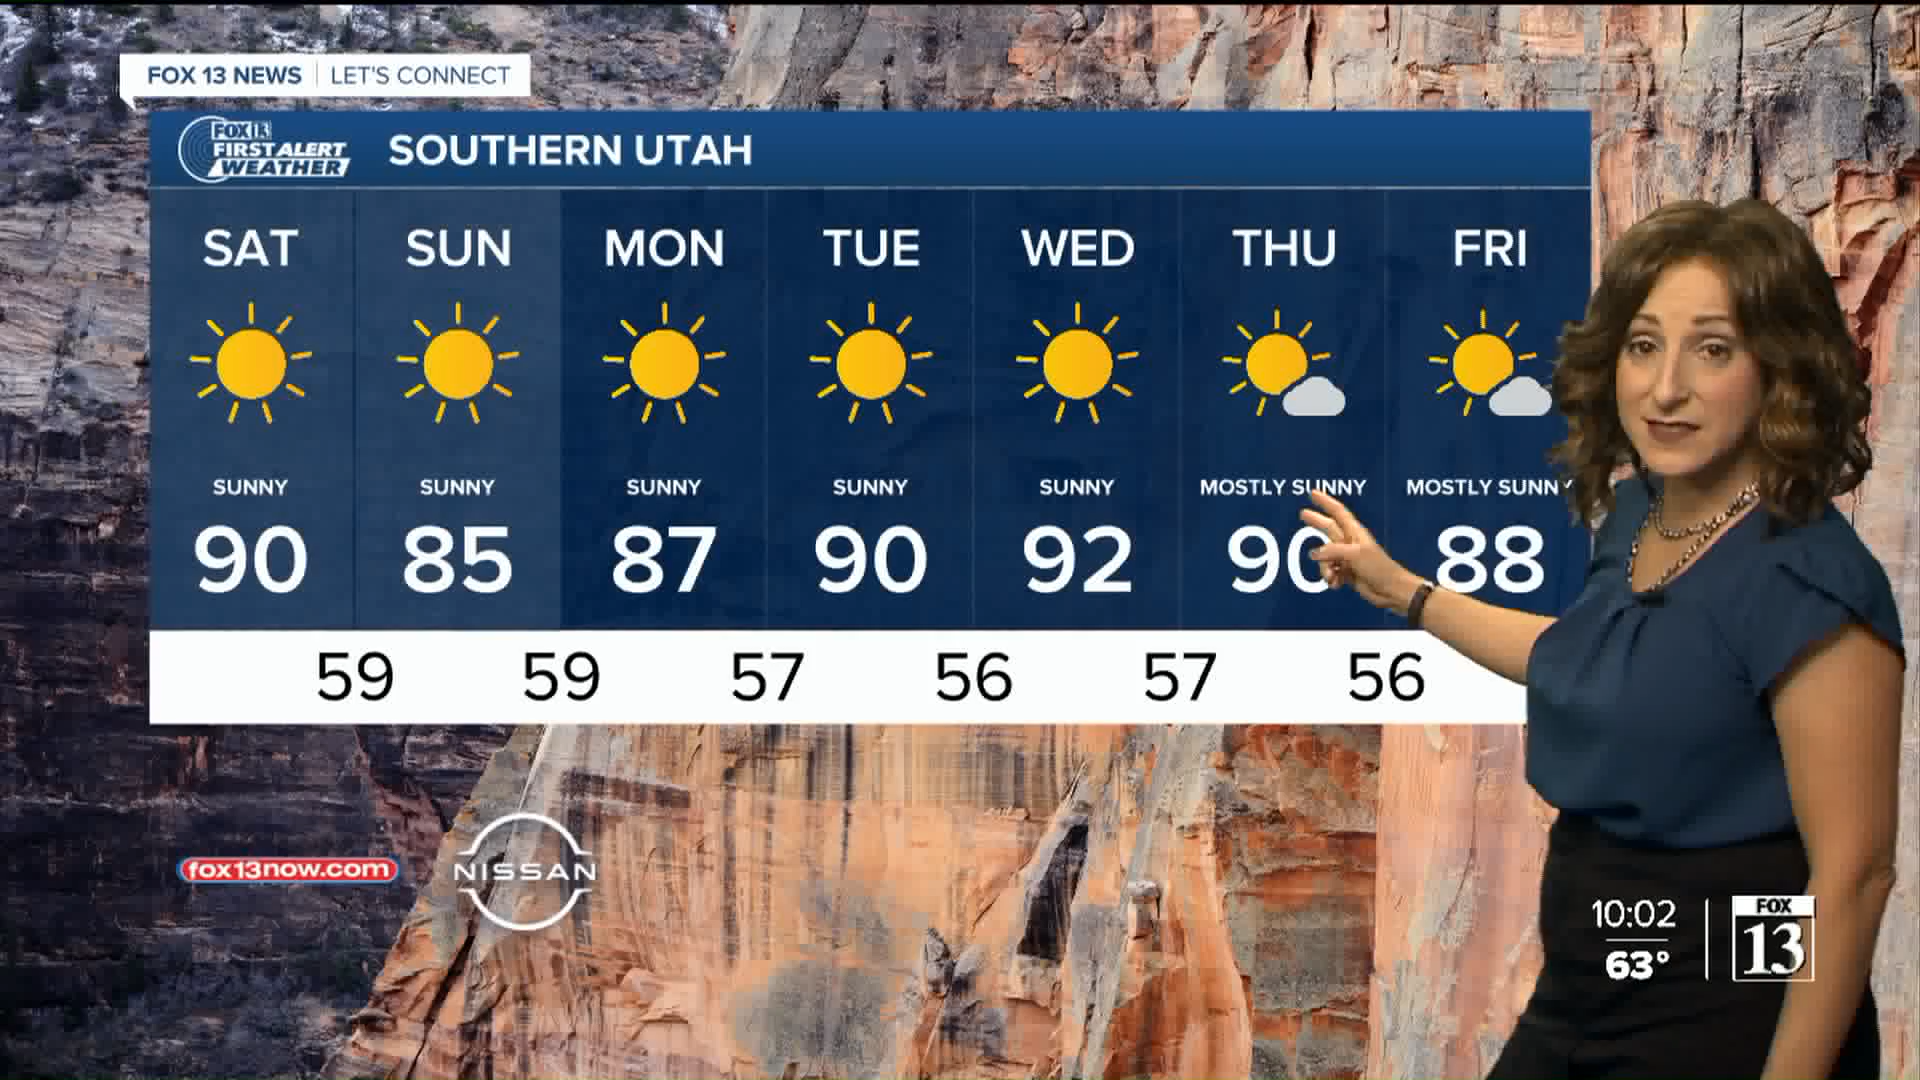 FOX 13 NEWS | LET'S CONNECT
FOX 13
FIRST ALERT
WEATHER
SOUTHERN UTAH
SAT SUN MON TUE WED THU FRI
SUNNY SUNNY SUNNY SUNNY SUNNY MOSTLY SUNNY MOSTLY SUNNY
90 85 87 90 92 90 88
59 59 57 56 57 56
fox13now.com
NISSAN
10:02
63°
FOX
13